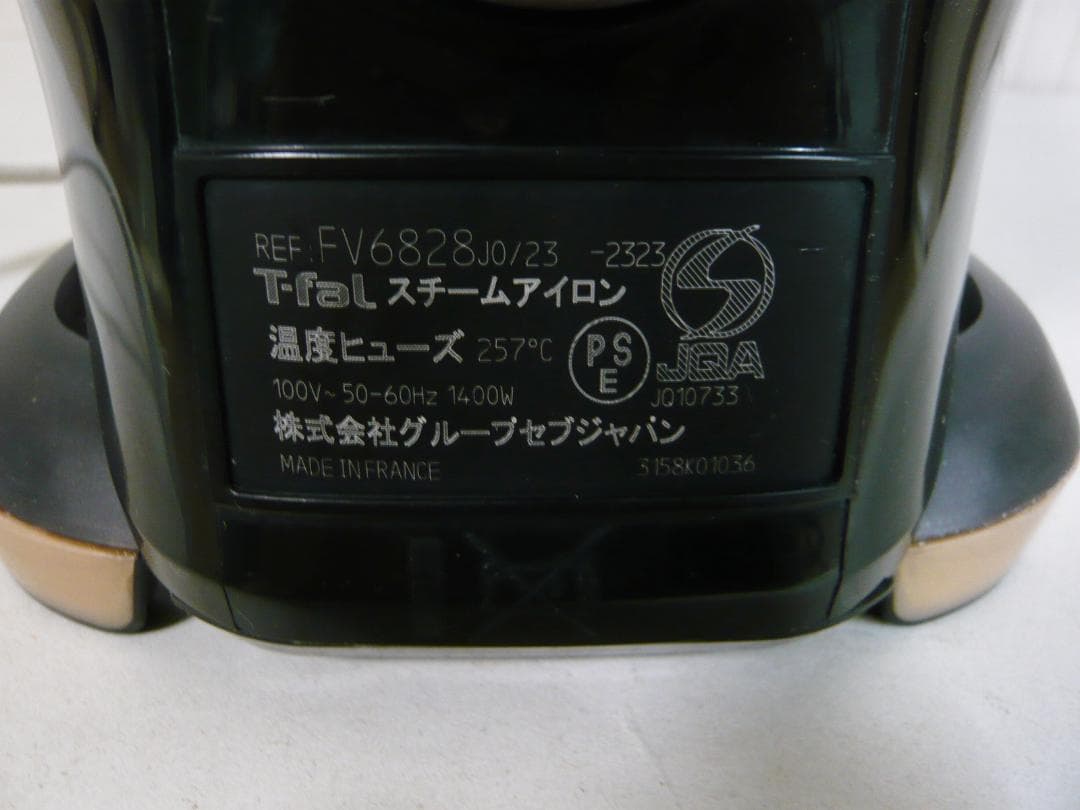 REF:FV6828J0/23 -2323
T-fal スチームアイロン
温度ヒューズ 257°C
PS
E
JQA
100V~50-60Hz 1400W
JQ10733
株式会社グループセブジャパン
MADE IN FRANCE
3158K01036